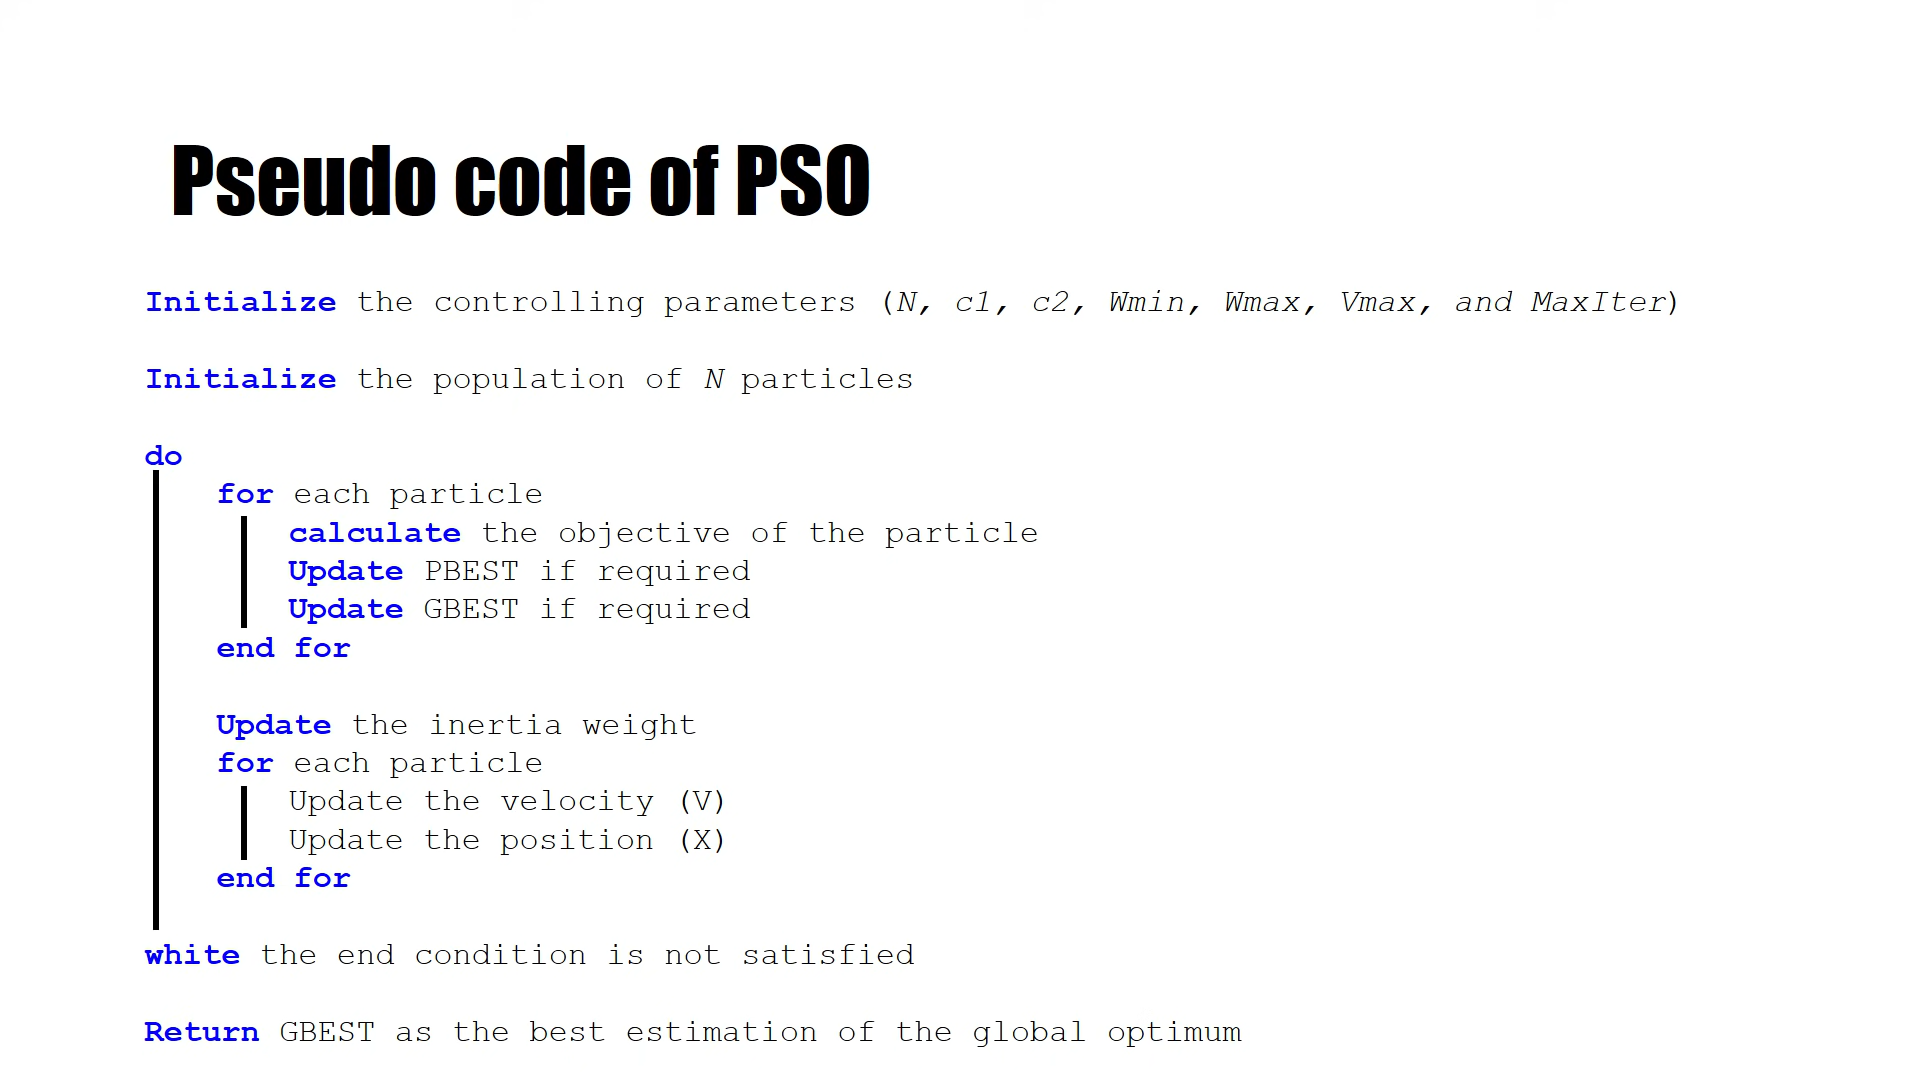 Pseudo code of PSO
Initialize the controlling parameters (N, c1, c2, Wmin, Wmax, Vmax, and MaxIter)
Initialize the population of N particles
do
for each particle
calculate the objective of the particle
Update PBEST if required
Update GBEST if required
end for
Update the inertia weight
for each particle
Update the velocity (V)
Update the position (X)
end for
white the end condition is not satisfied
Return GBEST as the best estimation of the global optimum